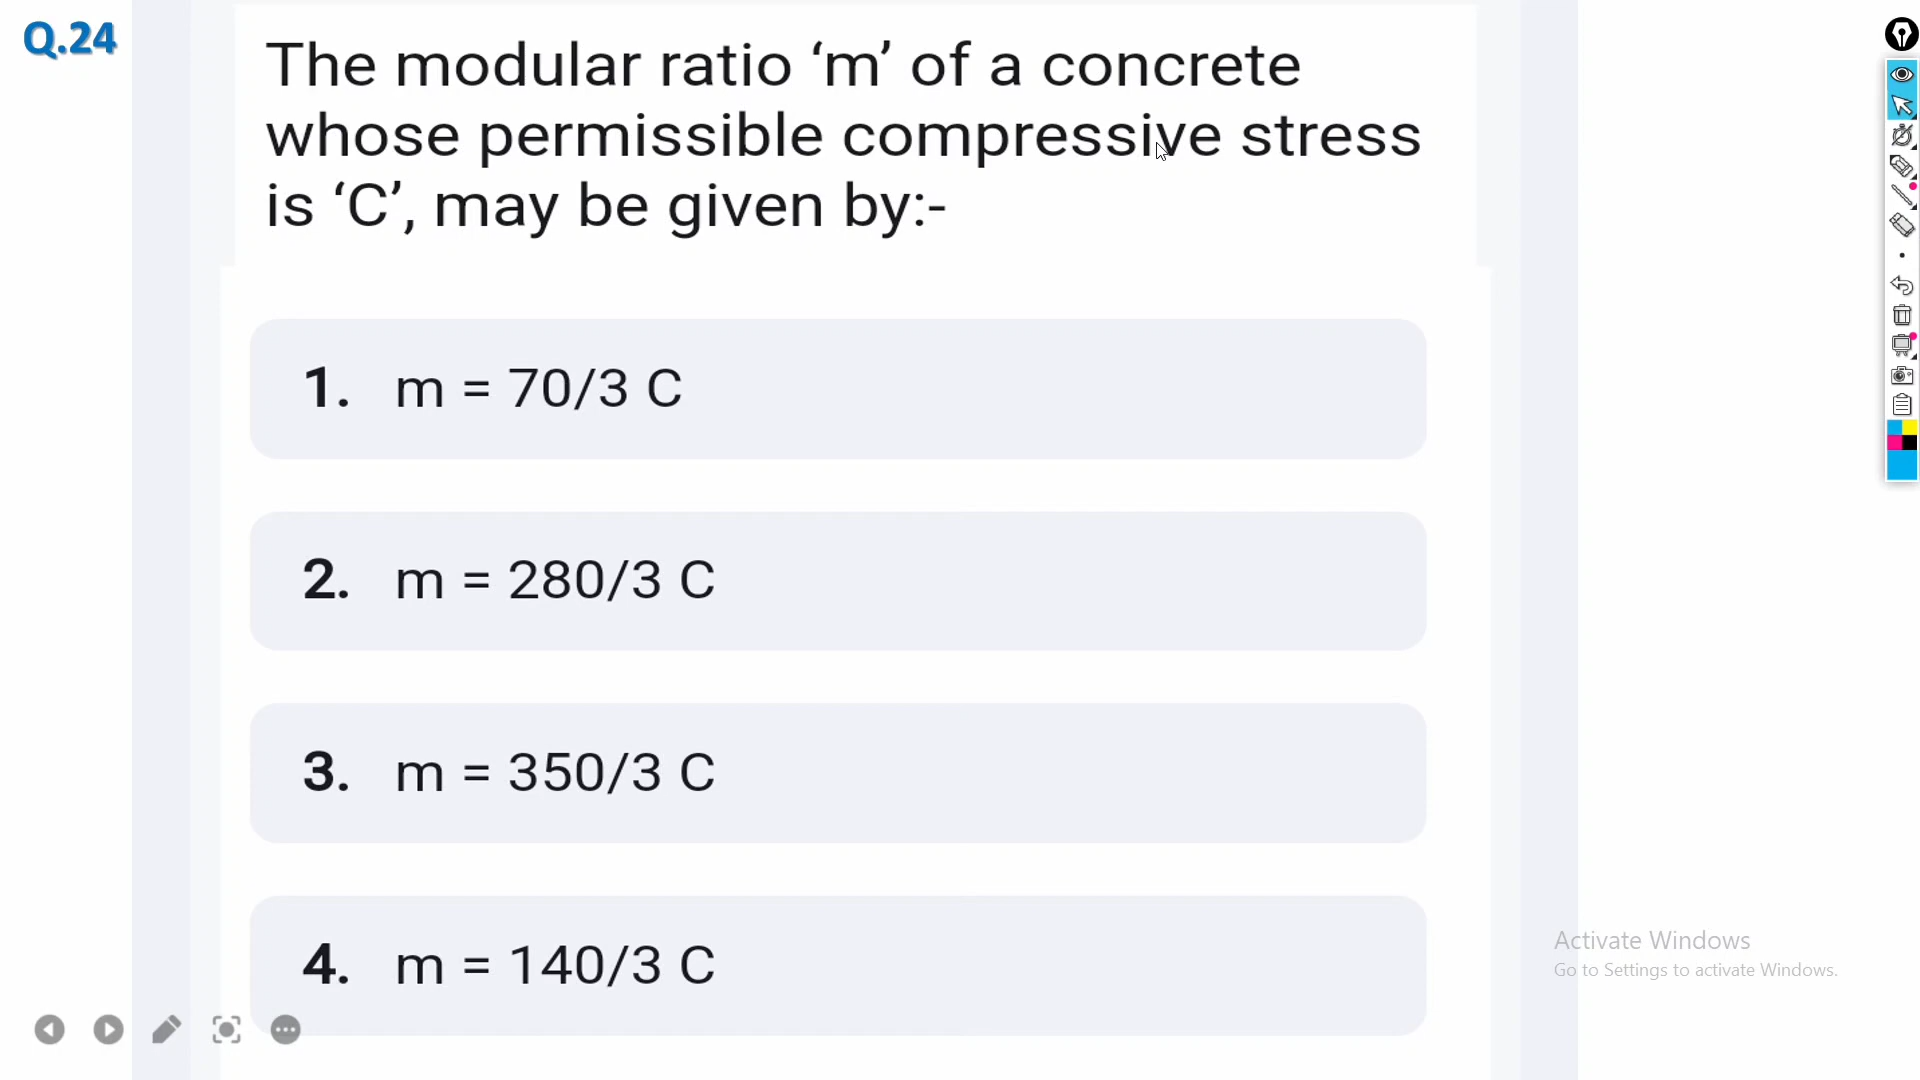 Q.24
The modular ratio ‘m’ of a concrete
whose permissible compressive stress
is ‘C’, may be given by:-
1. m = 70/3 C
2. m = 280/3 C
3. m = 350/3 C
4. m = 140/3 C
Activate Windows
Go to Settings to activate Windows.